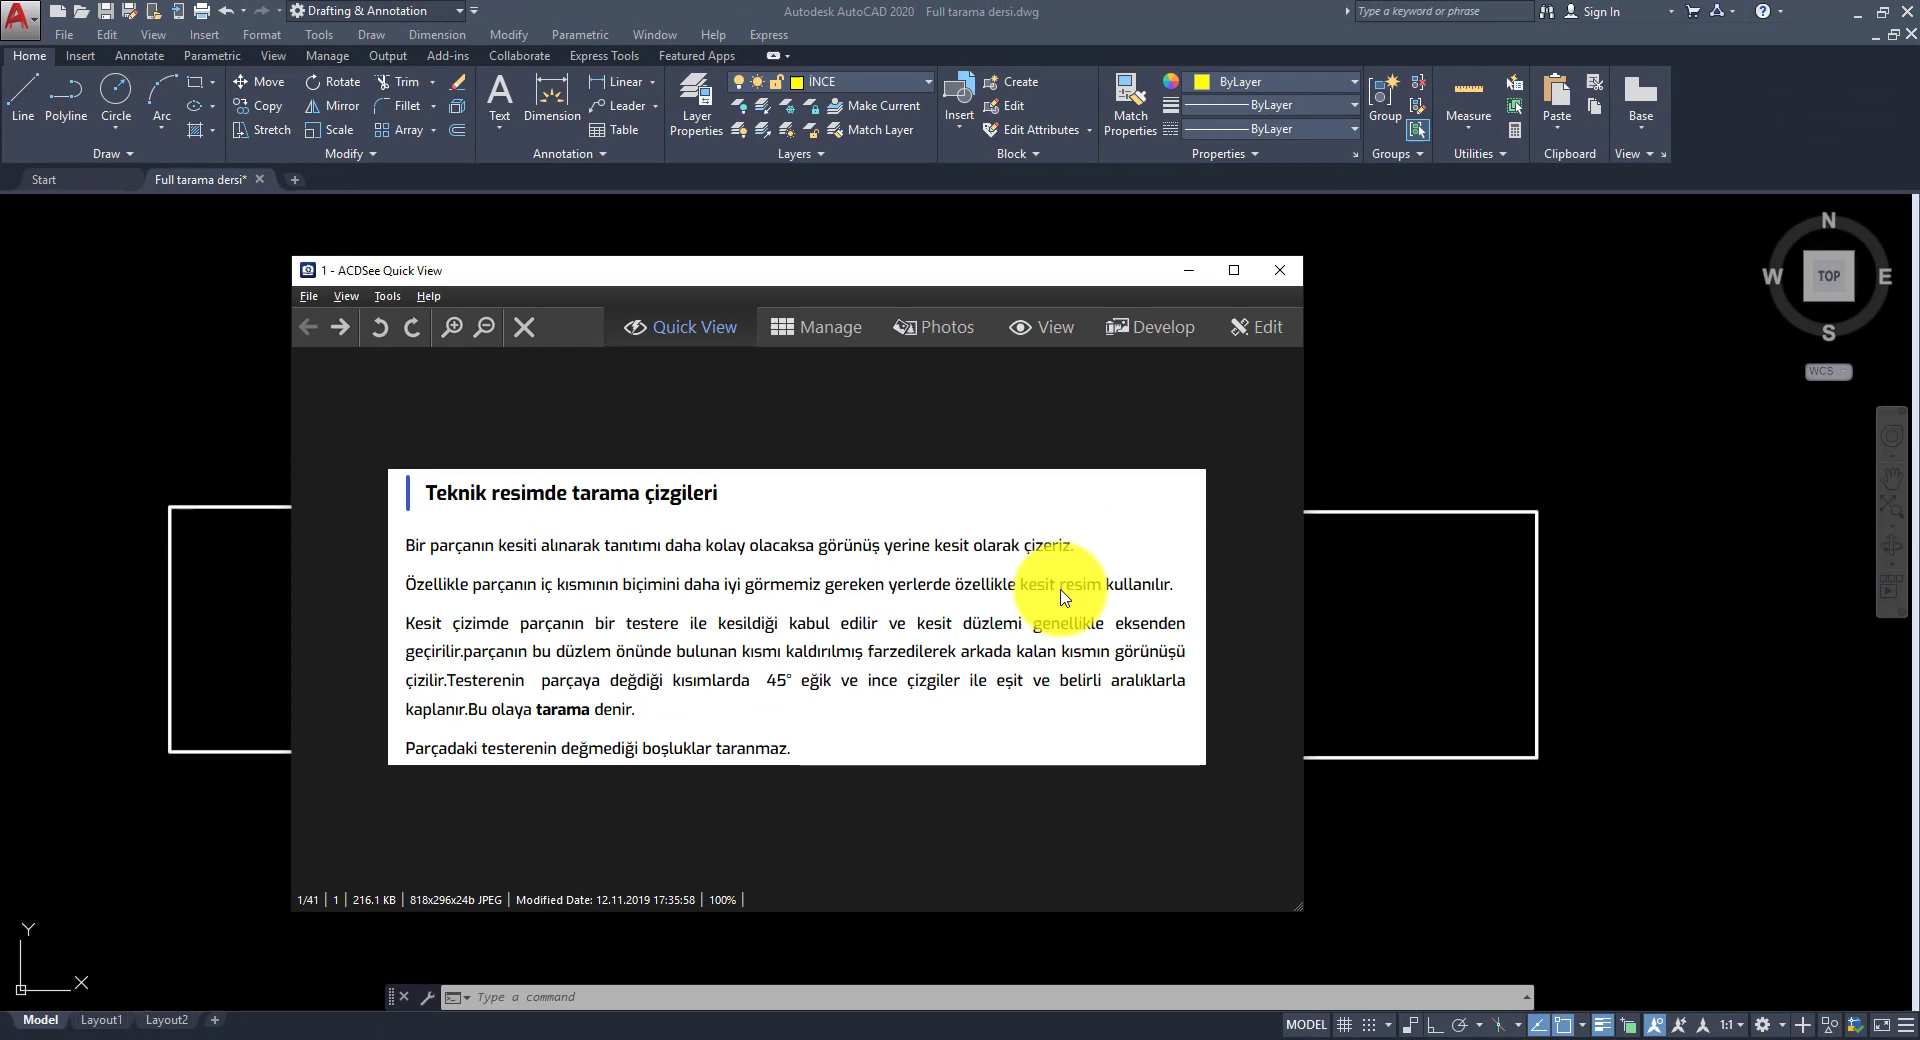 Drafting & Annotation
Autodesk AutoCAD 2020 Full tarama dersi.dwg
Type a keyword or phrase
Sign In
File Edit View Insert Format Tools Draw Dimension Modify Parametric Window Help Express
Home Insert Annotate Parametric View Manage Output Add-ins Collaborate Express Tools Featured Apps
Line Polyline Circle Arc
Draw
Move Rotate Trim
Copy Mirror Fillet
Stretch Scale Array
Modify
Text Dimension
Linear
Leader
Table
Annotation
Layer Properties
İNCE
Make Current
Match Layer
Layers
Insert
Create
Edit
Edit Attributes
Block
Match Properties
ByLayer
ByLayer
ByLayer
Properties
Group
Groups
Measure
Utilities
Paste
Clipboard
Base
View
Start Full tarama dersi*
N
W TOP E
S
WCS
1 - ACDSee Quick View
File View Tools Help
Quick View Manage Photos View Develop Edit
Teknik resimde tarama çizgileri
Bir parçanın kesiti alınarak tanıtımı daha kolay olacaksa görünüş yerine kesit olarak çizeriz.
Özellikle parçanın iç kısmının biçimini daha iyi görmemiz gereken yerlerde özellikle kesit resim kullanılır.
Kesit çizimde parçanın bir testere ile kesildiği kabul edilir ve kesit düzlemi genellikle eksenden
geçirilir.parçanın bu düzlem önünde bulunan kısmı kaldırılmış farzedilerek arkada kalan kısmın görünüşü
çizilir.Testerenin parçaya değdiği kısımlarda 45° eğik ve ince çizgiler ile eşit ve belirli aralıklarla
kaplanır.Bu olaya tarama denir.
Parçadaki testerenin değmediği boşluklar taranmaz.
1/41 1 216.1 KB 818x296x24b JPEG Modified Date: 12.11.2019 17:35:58 100%
Y
X
Type a command
Model Layout1 Layout2
MODEL 1:1